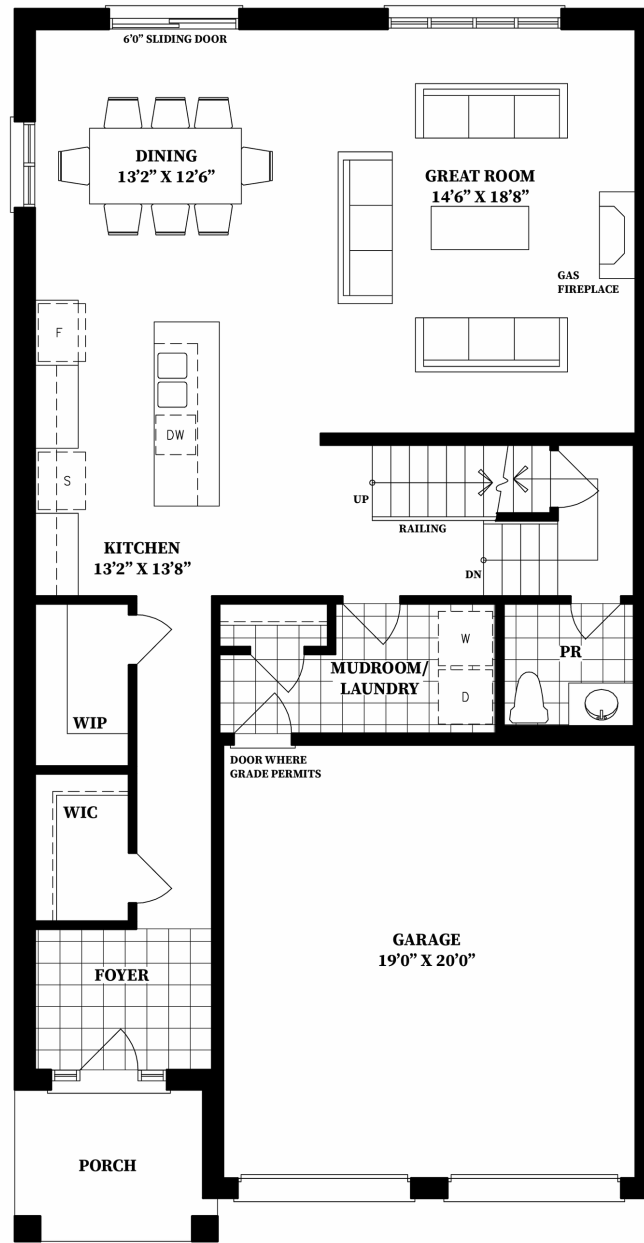 6'0" SLIDING DOOR
DINING
13'2" X 12'6"
GREAT ROOM
14'6" X 18'8"
GAS
FIREPLACE
F
DW
S
UP
RAILING
KITCHEN
13'2" X 13'8"
DN
W
PR
MUDROOM/
LAUNDRY
D
WIP
DOOR WHERE
GRADE PERMITS
WIC
GARAGE
19'0" X 20'0"
FOYER
PORCH